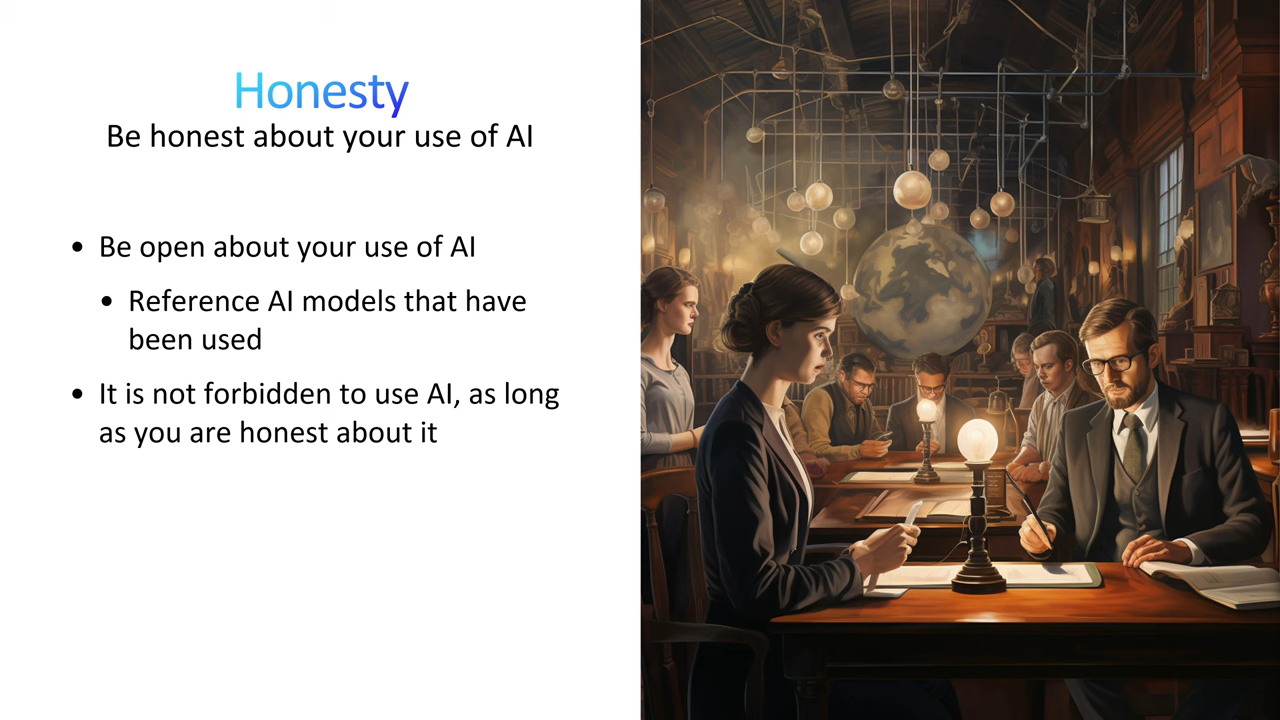 Honesty
Be honest about your use of AI
• Be open about your use of AI
• Reference AI models that have
been used
• It is not forbidden to use AI, as long
as you are honest about it